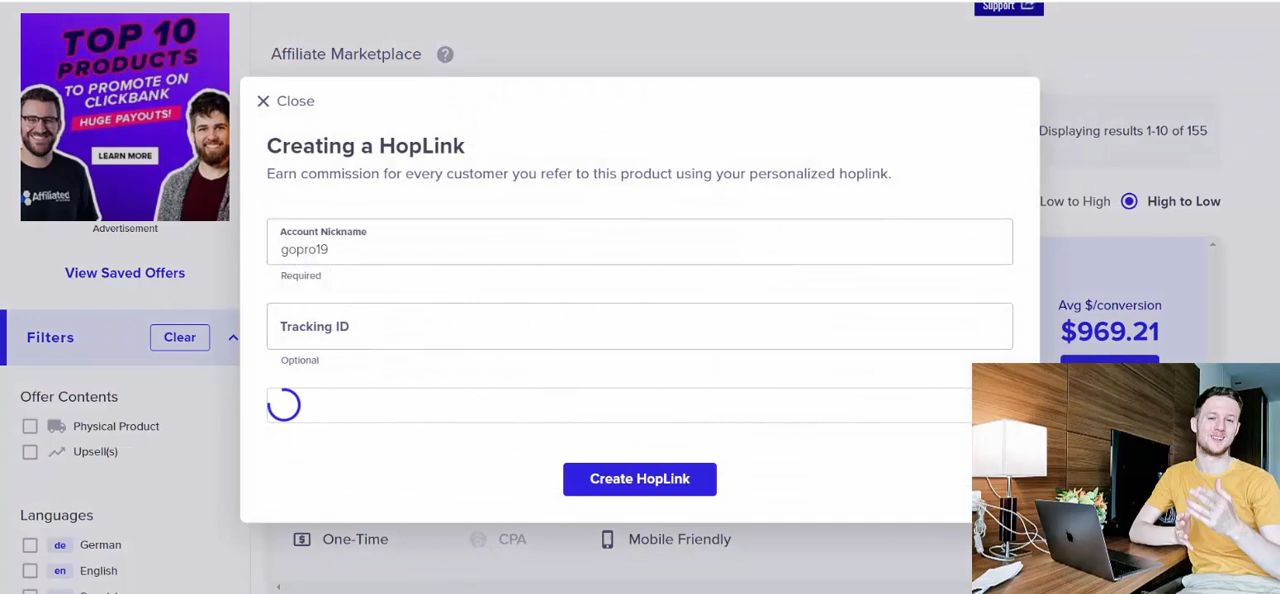 Support
TOP 10
PRODUCTS
TO PROMOTE ON
CLICKBANK
HUGE PAYOUTS!
LEARN MORE
Affiliated
Advertisement
View Saved Offers
Filters
Clear
Offer Contents
Physical Product
Upsell(s)
Languages
de German
en English
Affiliate Marketplace ?
Close
Creating a HopLink
Earn commission for every customer you refer to this product using your personalized hoplink.
Account Nickname
gopro19
Required
Tracking ID
Optional
Create HopLink
Displaying results 1-10 of 155
Low to High High to Low
Avg $/conversion
$969.21
$ One-Time CPA Mobile Friendly